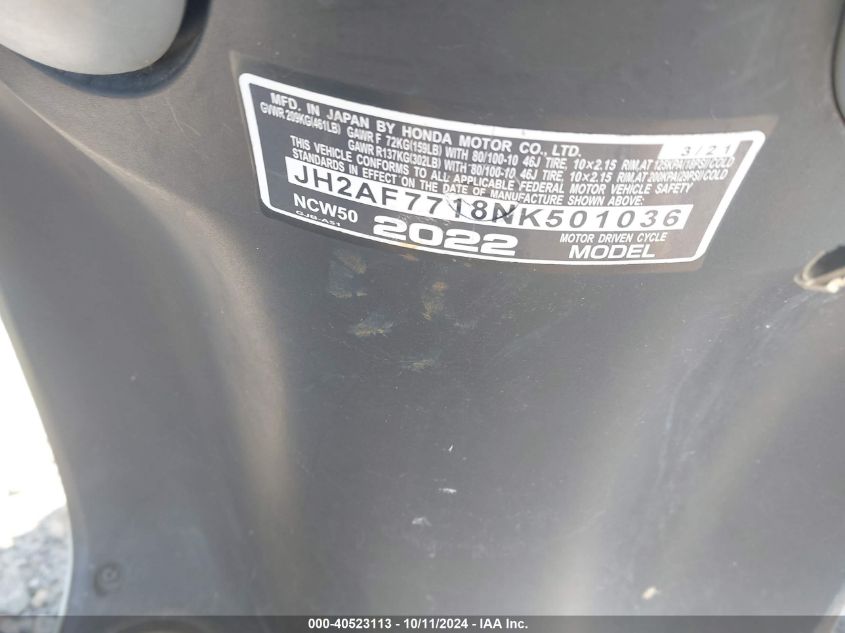 MFD. IN JAPAN BY HONDA MOTOR CO., LTD. 3/21
GVWR 209KG(461LB) GAWR F 72KG(159LB) WITH 80/100-10 46J TIRE, 10×2.15 RIM, AT 125KPA(18PSI)/COLD
GAWR R137KG(302LB) WITH 80/100-10 46J TIRE, 10×2.15 RIM, AT 200KPA(29PSI)/COLD
THIS VEHICLE CONFORMS TO ALL APPLICABLE FEDERAL MOTOR VEHICLE SAFETY
STANDARDS IN EFFECT ON THE DATE OF MANUFACTURE SHOWN ABOVE.
JH2AF7718NK501036
NCW50 2022 MOTOR DRIVEN CYCLE
CJB-A51 MODEL
000-40523113 - 10/11/2024 - IAA Inc.